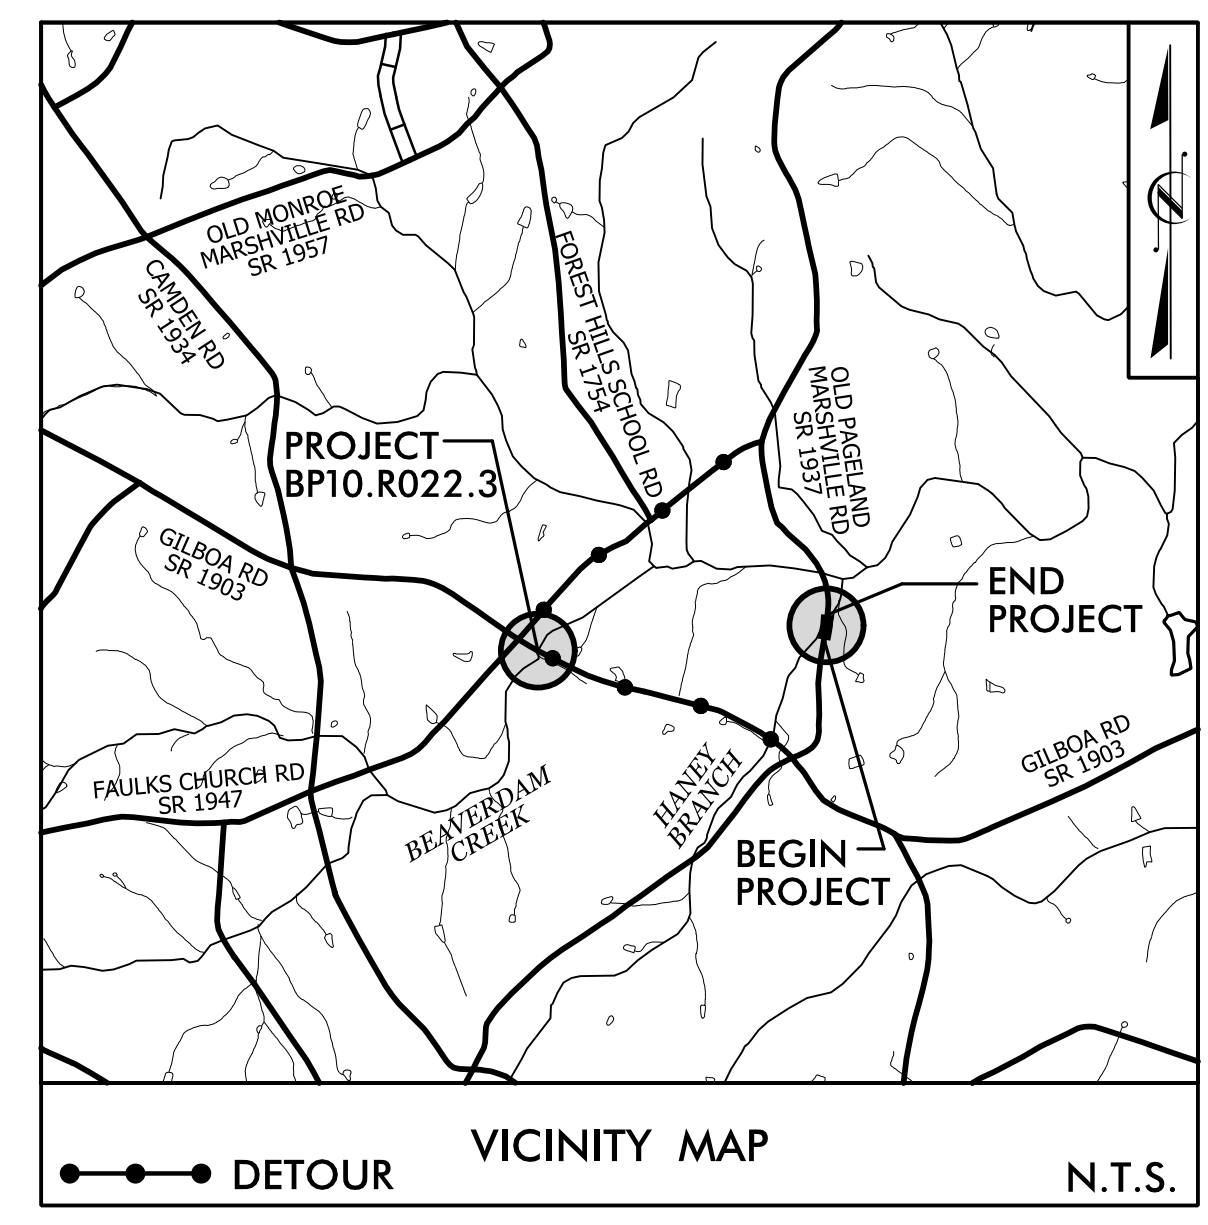 OLD MONROE
MARSHVILLE RD
SR 1957
CAMDEN RD
SR 1934
FOREST HILLS SCHOOL RD
SR 1754
OLD PAGELAND
MARSHVILLE RD
SR 1937
PROJECT
BP10.R022.3
GILBOA RD
SR 1903
END
PROJECT
N
FAULKS CHURCH RD
SR 1947
BEAVERDAM
CREEK
HANEY
BRANCH
GILBOA RD
SR 1903
BEGIN
PROJECT
VICINITY MAP
DETOUR
N.T.S.